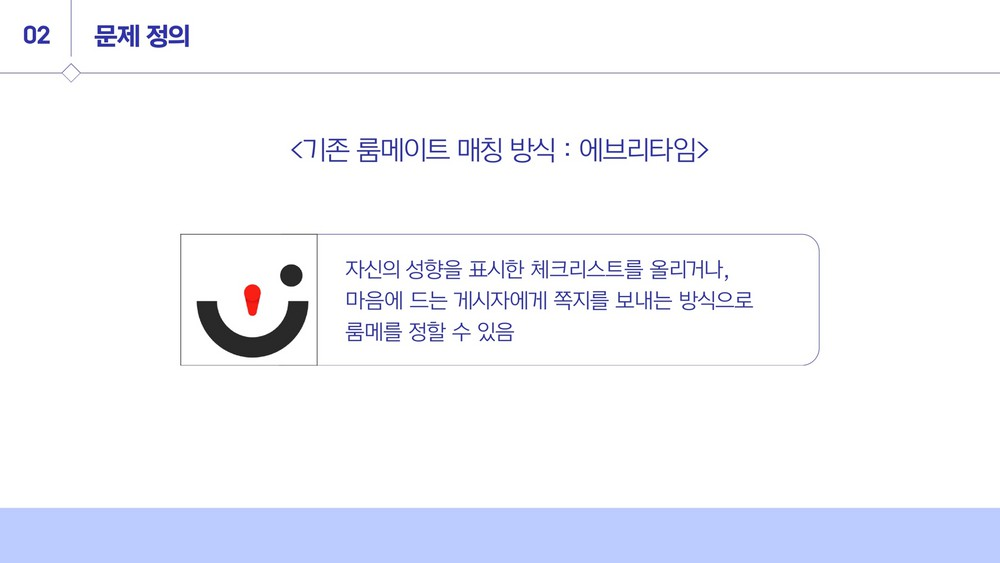 02
문제 정의
<기존 룸메이트 매칭 방식 : 에브리타임>
자신의 성향을 표시한 체크리스트를 올리거나,
마음에 드는 게시자에게 쪽지를 보내는 방식으로
룸메를 정할 수 있음